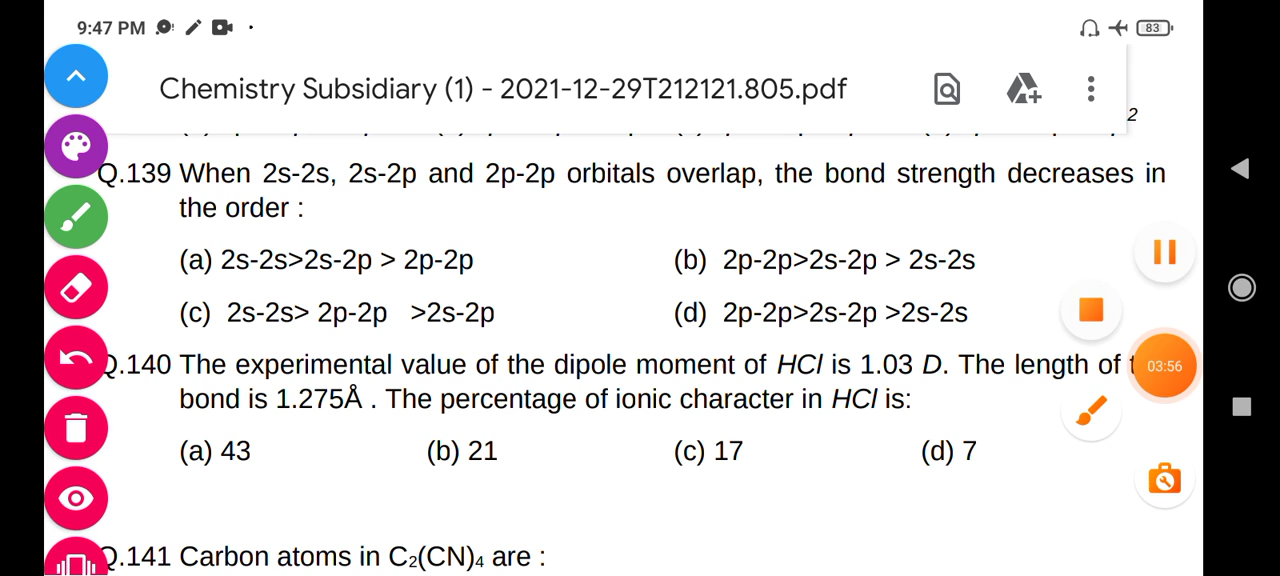 9:47 PM
83
Chemistry Subsidiary (1) - 2021-12-29T212121.805.pdf
2
Q.139 When 2s-2s, 2s-2p and 2p-2p orbitals overlap, the bond strength decreases in
the order :
(a) 2s-2s>2s-2p > 2p-2p (b) 2p-2p>2s-2p > 2s-2s
(c) 2s-2s> 2p-2p >2s-2p (d) 2p-2p>2s-2p >2s-2s
Q.140 The experimental value of the dipole moment of HCl is 1.03 D. The length of
03:56
bond is 1.275Å . The percentage of ionic character in HCl is:
(a) 43 (b) 21 (c) 17 (d) 7
Q.141 Carbon atoms in C₂(CN)₄ are :